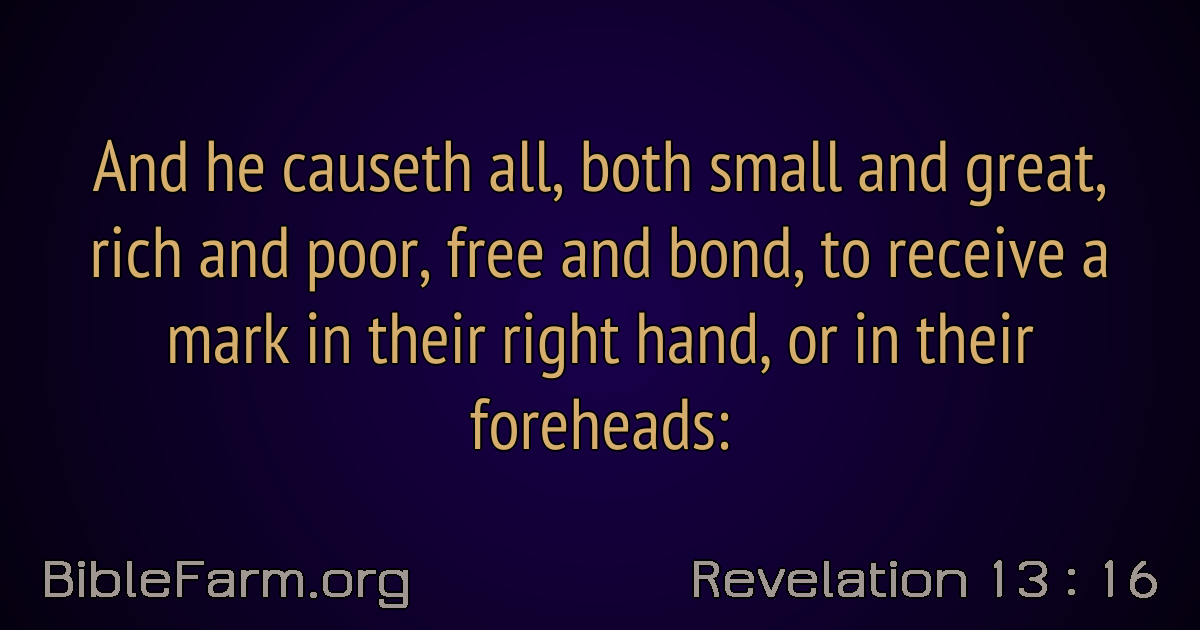 And he causeth all, both small and great,
rich and poor, free and bond, to receive a
mark in their right hand, or in their
foreheads:
BibleFarm.org
Revelation 13 : 16